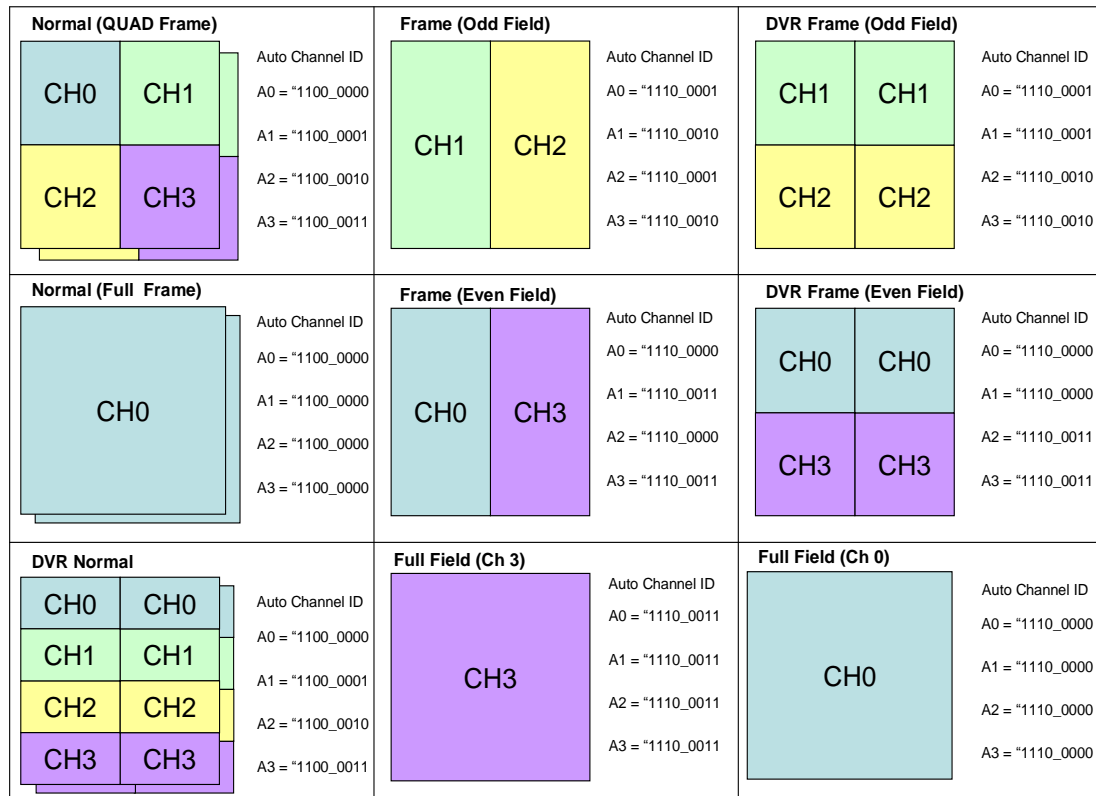 Normal (QUAD Frame)
CH0 CH1
CH2 CH3
Auto Channel ID
A0 = “1100_0000
A1 = “1100_0001
A2 = “1100_0010
A3 = “1100_0011
Frame (Odd Field)
CH1 CH2
Auto Channel ID
A0 = “1110_0001
A1 = “1110_0010
A2 = “1110_0001
A3 = “1110_0010
DVR Frame (Odd Field)
CH1 CH1
CH2 CH2
Auto Channel ID
A0 = “1110_0001
A1 = “1110_0001
A2 = “1110_0010
A3 = “1110_0010
Normal (Full Frame)
CH0
Auto Channel ID
A0 = “1100_0000
A1 = “1100_0000
A2 = “1100_0000
A3 = “1100_0000
Frame (Even Field)
CH0 CH3
Auto Channel ID
A0 = “1110_0000
A1 = “1110_0011
A2 = “1110_0000
A3 = “1110_0011
DVR Frame (Even Field)
CH0 CH0
CH3 CH3
Auto Channel ID
A0 = “1110_0000
A1 = “1110_0000
A2 = “1110_0011
A3 = “1110_0011
DVR Normal
CH0 CH0
CH1 CH1
CH2 CH2
CH3 CH3
Auto Channel ID
A0 = “1100_0000
A1 = “1100_0001
A2 = “1100_0010
A3 = “1100_0011
Full Field (Ch 3)
CH3
Auto Channel ID
A0 = “1110_0011
A1 = “1110_0011
A2 = “1110_0011
A3 = “1110_0011
Full Field (Ch 0)
CH0
Auto Channel ID
A0 = “1110_0000
A1 = “1110_0000
A2 = “1110_0000
A3 = “1110_0000